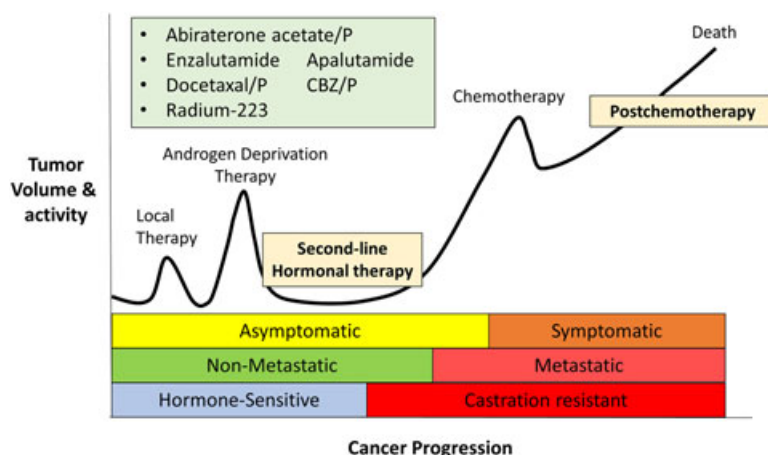 • Abiraterone acetate/P
• Enzalutamide Apalutamide
• Docetaxal/P CBZ/P
• Radium-223
Death
Chemotherapy
Postchemotherapy
Androgen Deprivation
Therapy
Tumor
Volume &
activity
Local
Therapy
Second-line
Hormonal therapy
Asymptomatic
Symptomatic
Non-Metastatic
Metastatic
Hormone-Sensitive
Castration resistant
Cancer Progression